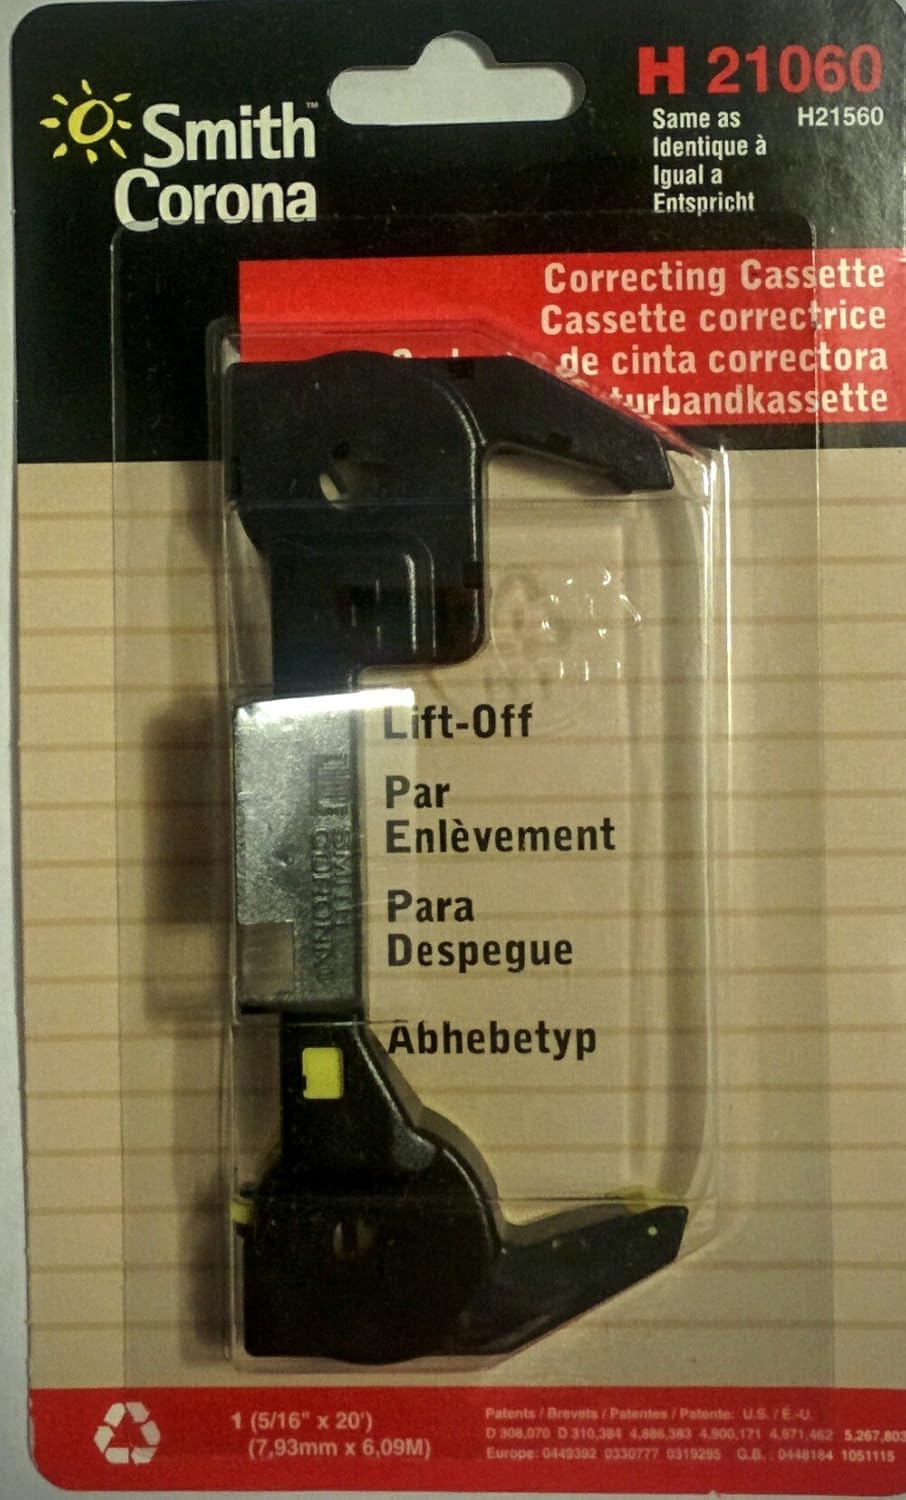 Smith™
Corona
H 21060
Same as H21560
Identique à
Igual a
Entspricht
Correcting Cassette
Cassette correctrice
de cinta correctora
turbandkassette
Lift-Off
Par
Enlèvement
Para
Despegue
Abhebetyp
SMITH
CORONA
1 (5/16" x 20')
(7,93mm x 6,09M)
Patents / Brevets / Patentes / Patente: U.S. / É.-U.
D 308,070 D 310,384 4,886,383 4,900,171 4,971,462 5,267,803
Europe: 0449392 0330777 0319295 G.B.: 0448184 1051115